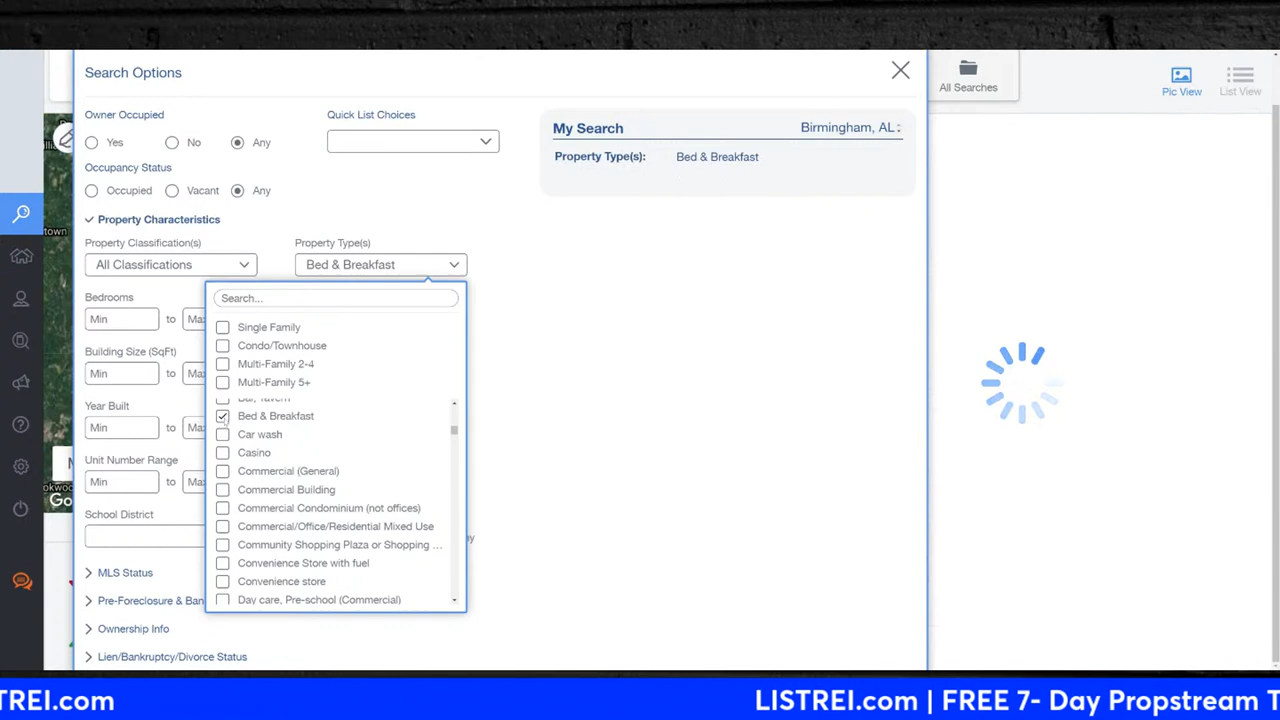 Search Options
All Searches
Pic View
List View
Owner Occupied
Quick List Choices
Yes
No
Any
My Search
Birmingham, AL
Property Type(s):
Bed & Breakfast
Occupancy Status
Occupied
Vacant
Any
Property Characteristics
Property Classification(s)
Property Type(s)
All Classifications
Bed & Breakfast
Bedrooms
Search...
Min
to
Single Family
Condo/Townhouse
Building Size (SqFt)
Multi-Family 2-4
Min
to
Multi-Family 5+
Bar, Tavern
Year Built
Bed & Breakfast
Min
to
Car wash
Casino
Unit Number Range
Commercial (General)
Min
to
Commercial Building
Commercial Condominium (not offices)
School District
Commercial/Office/Residential Mixed Use
Community Shopping Plaza or Shopping ...
Convenience Store with fuel
MLS Status
Convenience store
Pre-Foreclosure &
Day care, Pre-school (Commercial)
Ownership Info
Lien/Bankruptcy/Divorce Status
TREI.com
LISTREI.com | FREE 7- Day Propstream T